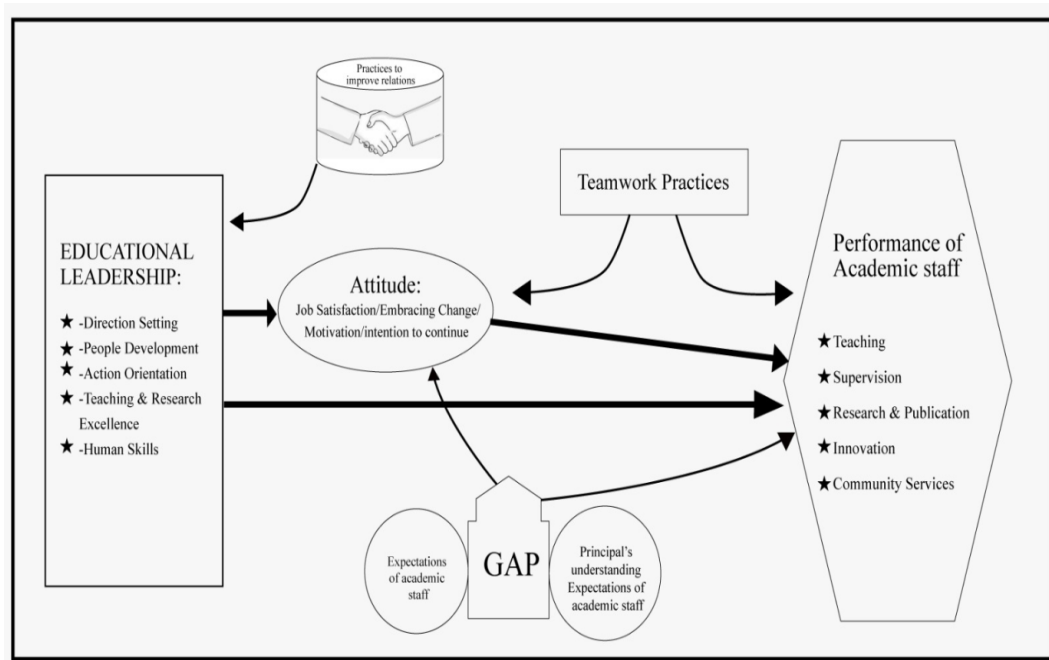 Practices to
improve relations
Teamwork Practices
EDUCATIONAL
LEADERSHIP:
-Direction Setting
-People Development
-Action Orientation
-Teaching & Research
Excellence
-Human Skills
Attitude:
Job Satisfaction/Embracing Change/
Motivation/intention to continue
Performance of
Academic staff
Teaching
Supervision
Research & Publication
Innovation
Community Services
Expectations
of academic
staff
GAP
Principal's
understanding
Expectations of
academic staff